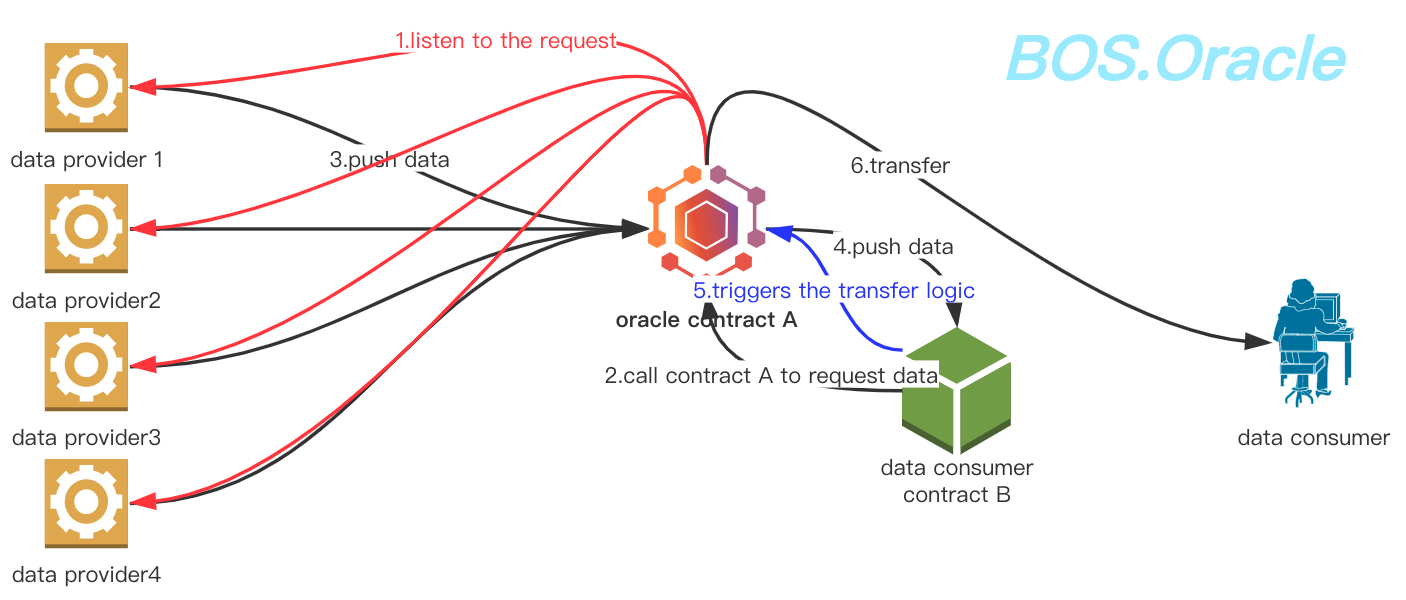 1.listen to the request
BOS.Oracle
data provider 1
3.push data
6.transfer
4.push data
data provider2
5.triggers the transfer logic
oracle contract A
2.call contract A to request data
data provider3
data consumer
data consumer
contract B
data provider4